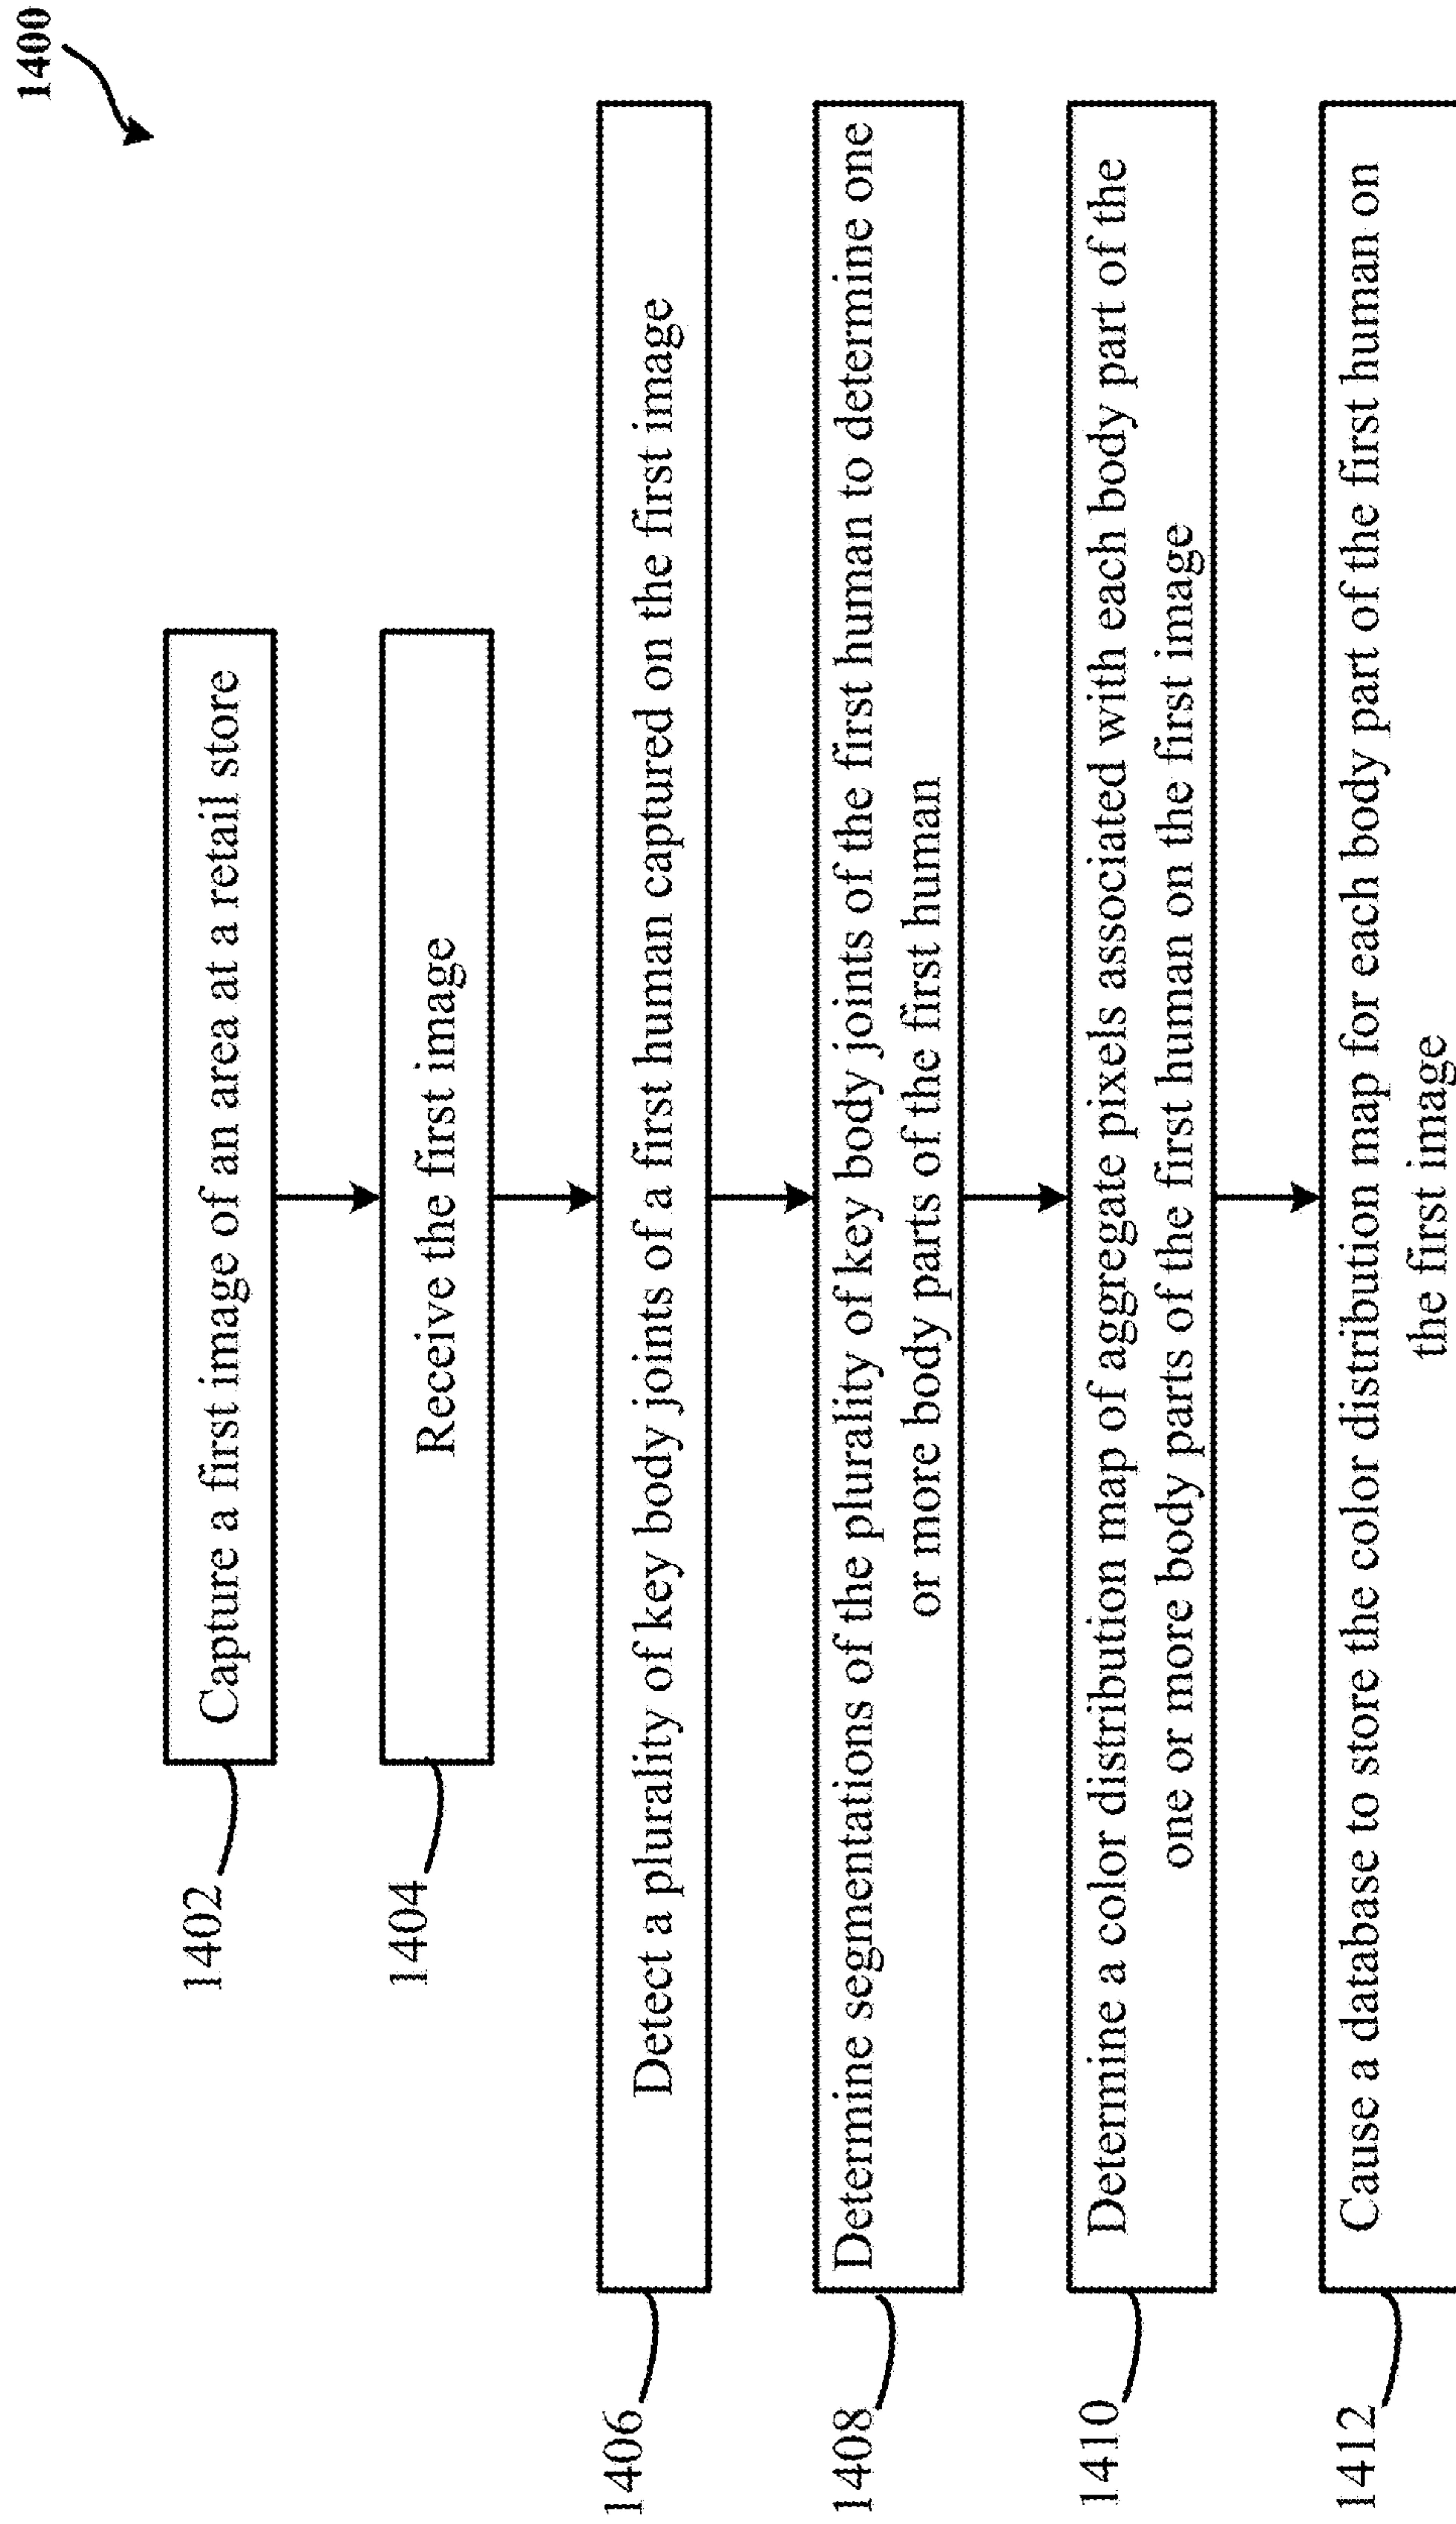 1400
1402
Capture a first image of an area at a retail store
1404
Receive the first image
1406
Detect a plurality of key body joints of a first human captured on the first image
1408
Determine segmentations of the plurality of key body joints of the first human to determine one
or more body parts of the first human
1410
Determine a color distribution map of aggregate pixels associated with each body part of the
one or more body parts of the first human on the first image
1412
Cause a database to store the color distribution map for each body part of the first human on
the first image